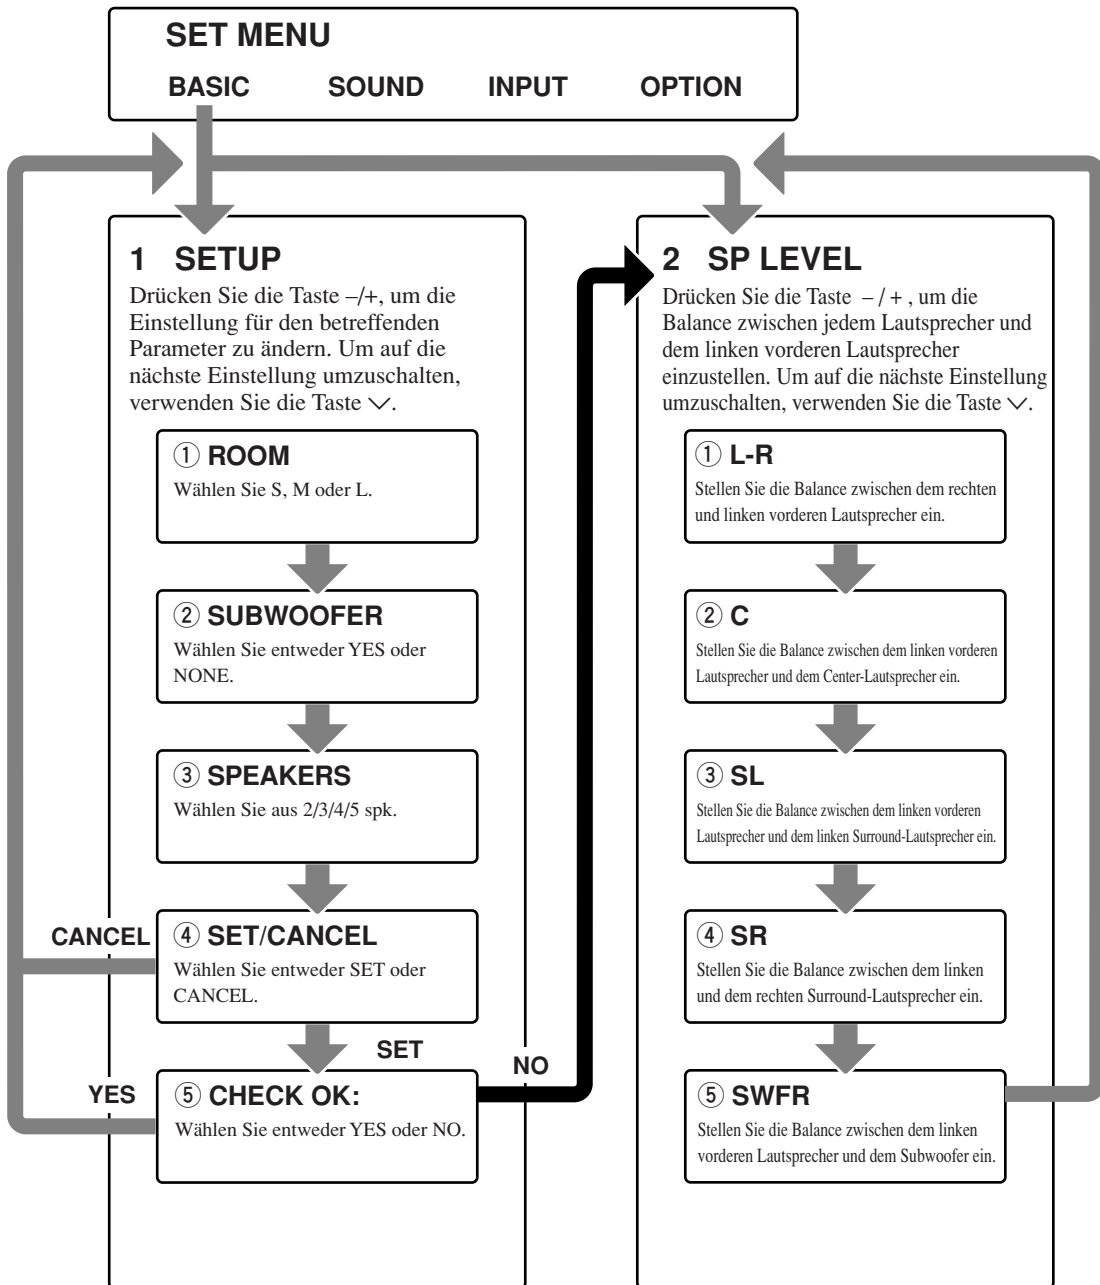 SET MENU
BASIC SOUND INPUT OPTION
1 SETUP
Drücken Sie die Taste –/+, um die
Einstellung für den betreffenden
Parameter zu ändern. Um auf die
nächste Einstellung umzuschalten,
verwenden Sie die Taste ﹀.
① ROOM
Wählen Sie S, M oder L.
② SUBWOOFER
Wählen Sie entweder YES oder
NONE.
③ SPEAKERS
Wählen Sie aus 2/3/4/5 spk.
CANCEL
④ SET/CANCEL
Wählen Sie entweder SET oder
CANCEL.
SET
NO
YES
⑤ CHECK OK:
Wählen Sie entweder YES oder NO.
2 SP LEVEL
Drücken Sie die Taste – / + , um die
Balance zwischen jedem Lautsprecher und
dem linken vorderen Lautsprecher
einzustellen. Um auf die nächste Einstellung
umzuschalten, verwenden Sie die Taste ﹀.
① L-R
Stellen Sie die Balance zwischen dem rechten
und linken vorderen Lautsprecher ein.
② C
Stellen Sie die Balance zwischen dem linken vorderen
Lautsprecher und dem Center-Lautsprecher ein.
③ SL
Stellen Sie die Balance zwischen dem linken vorderen
Lautsprecher und dem linken Surround-Lautsprecher ein.
④ SR
Stellen Sie die Balance zwischen dem linken
und dem rechten Surround-Lautsprecher ein.
⑤ SWFR
Stellen Sie die Balance zwischen dem linken
vorderen Lautsprecher und dem Subwoofer ein.